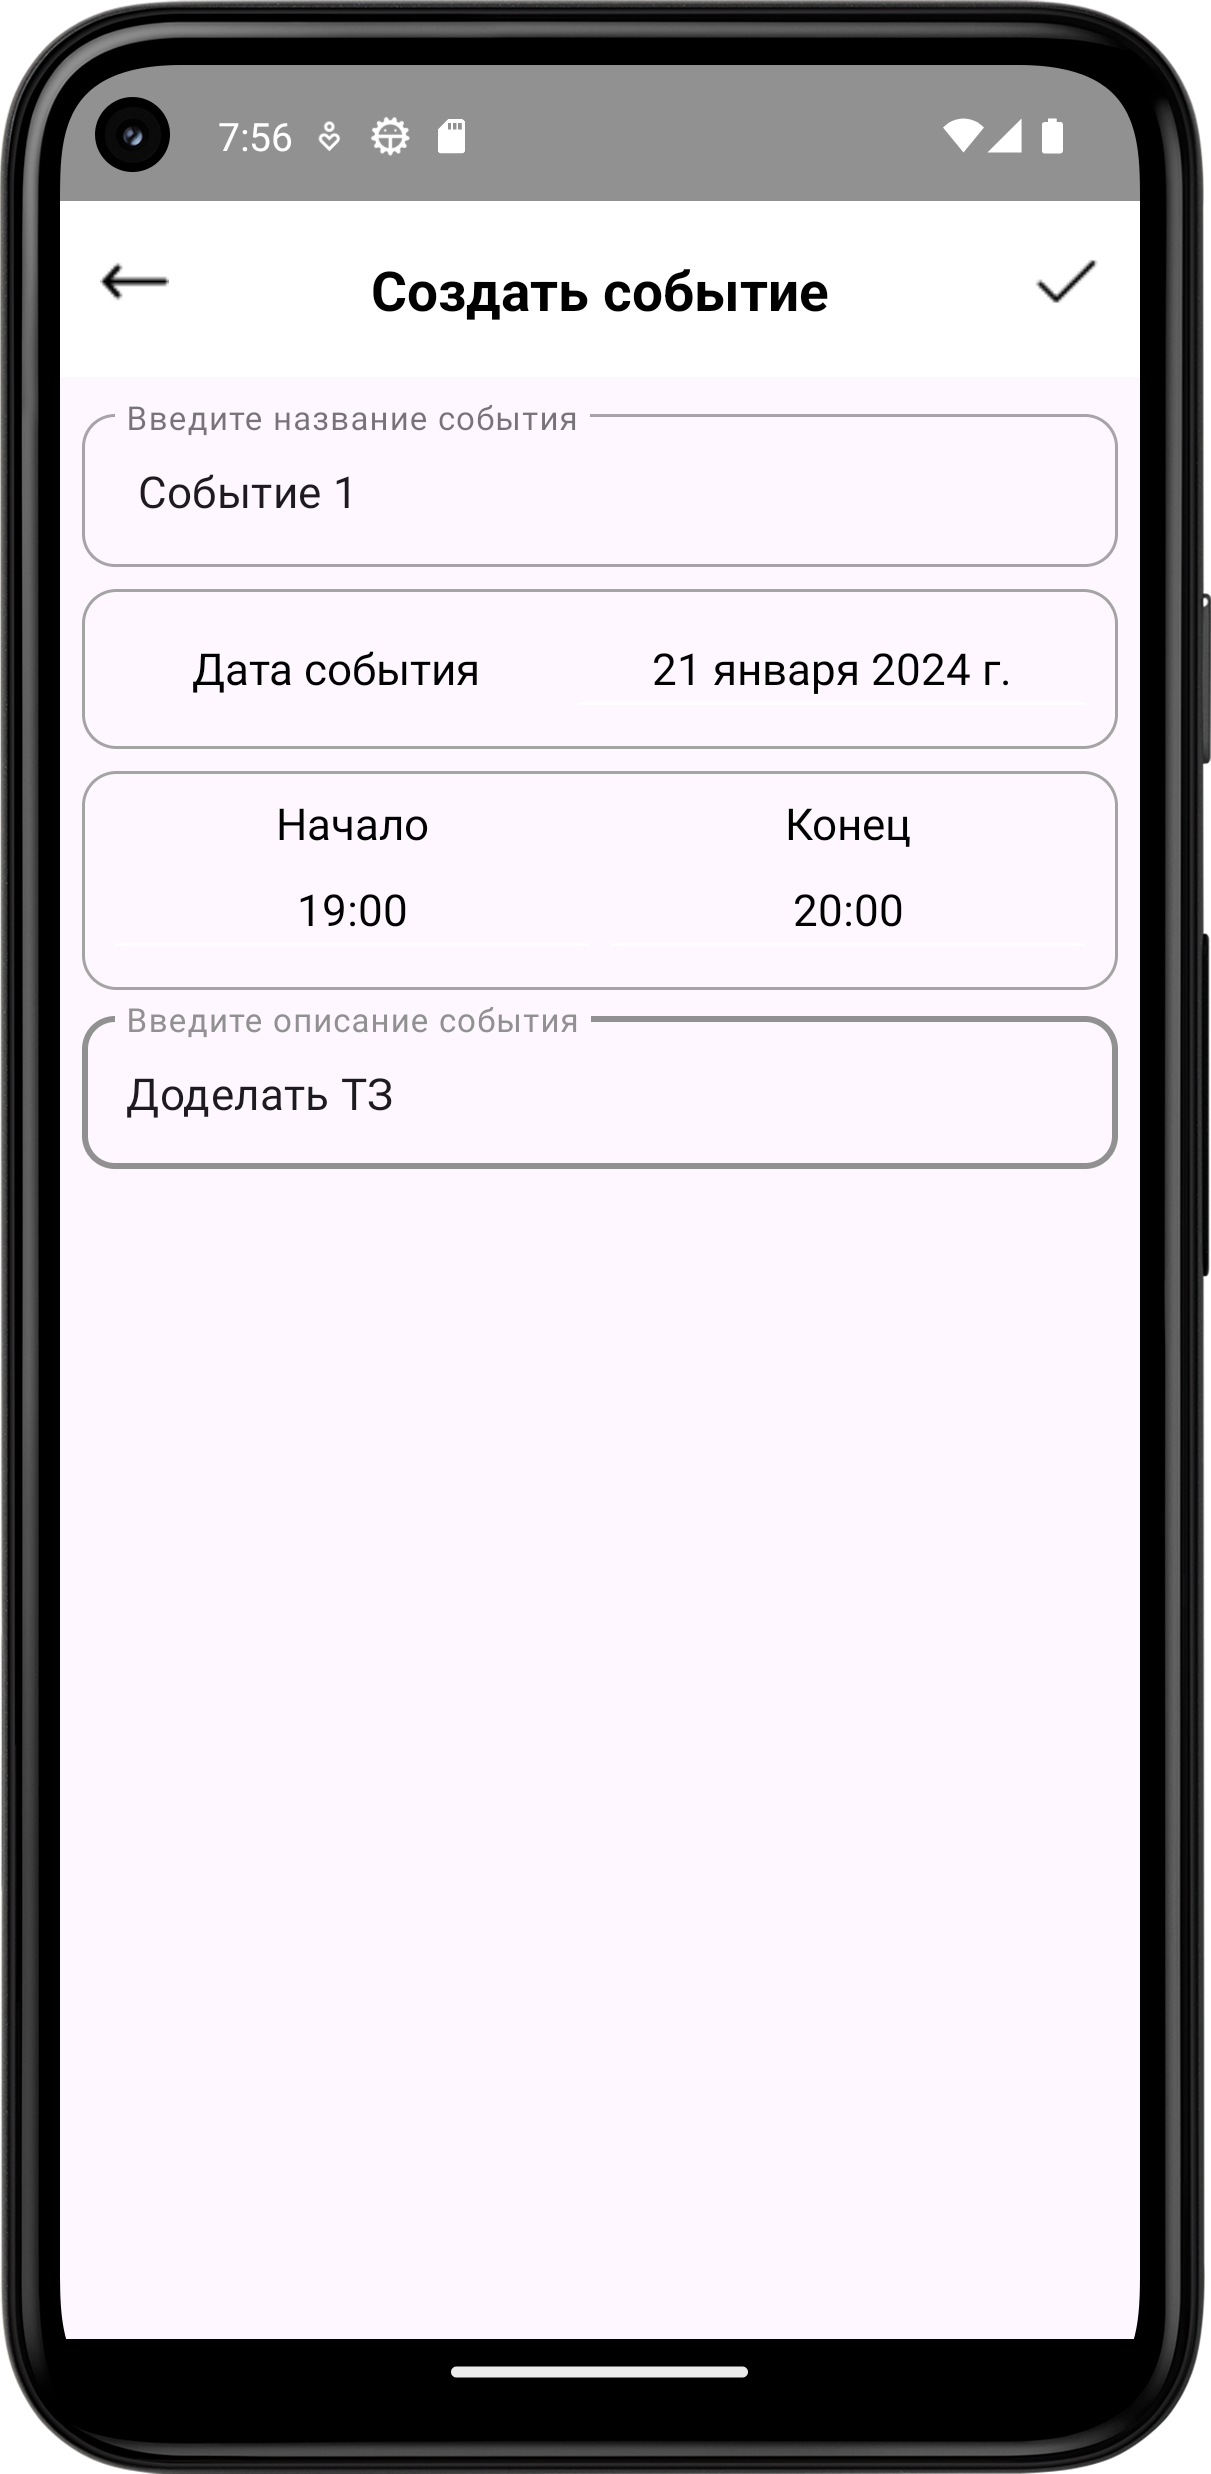 7:56
Создать событие
Введите название события
Событие 1
Дата события 21 января 2024 г.
Начало Конец
19:00 20:00
Введите описание события
Доделать ТЗ